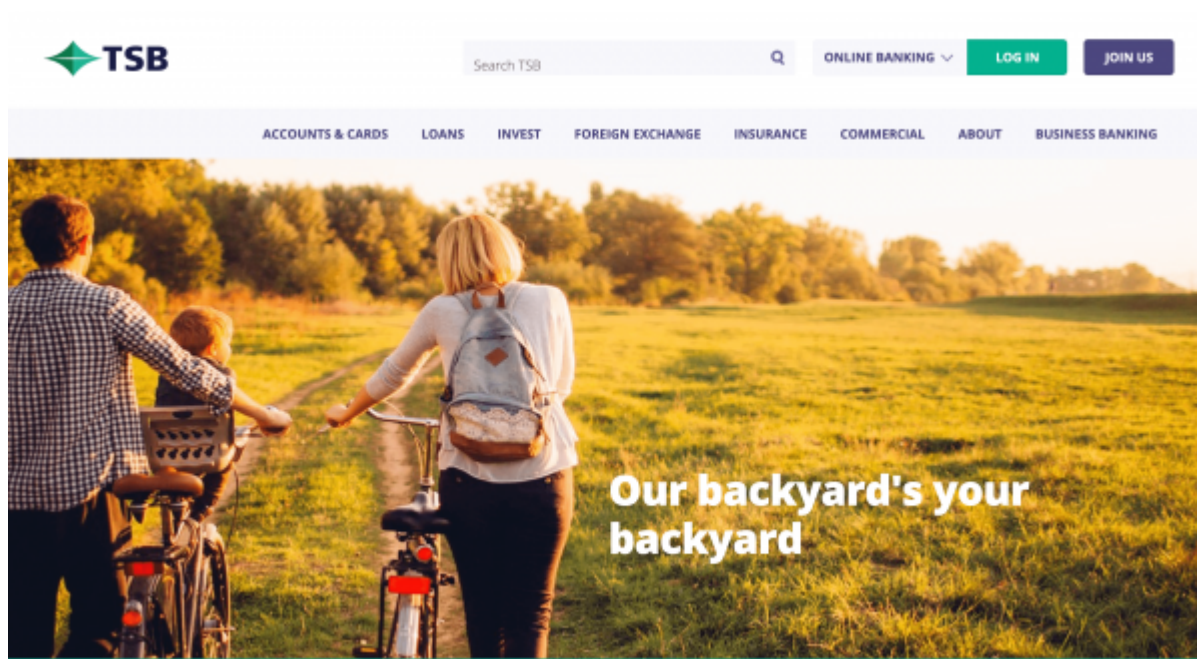 TSB
Search TSB
ONLINE BANKING
LOG IN
JOIN US
ACCOUNTS & CARDS
LOANS
INVEST
FOREIGN EXCHANGE
INSURANCE
COMMERCIAL
ABOUT
BUSINESS BANKING
Our backyard's your
backyard